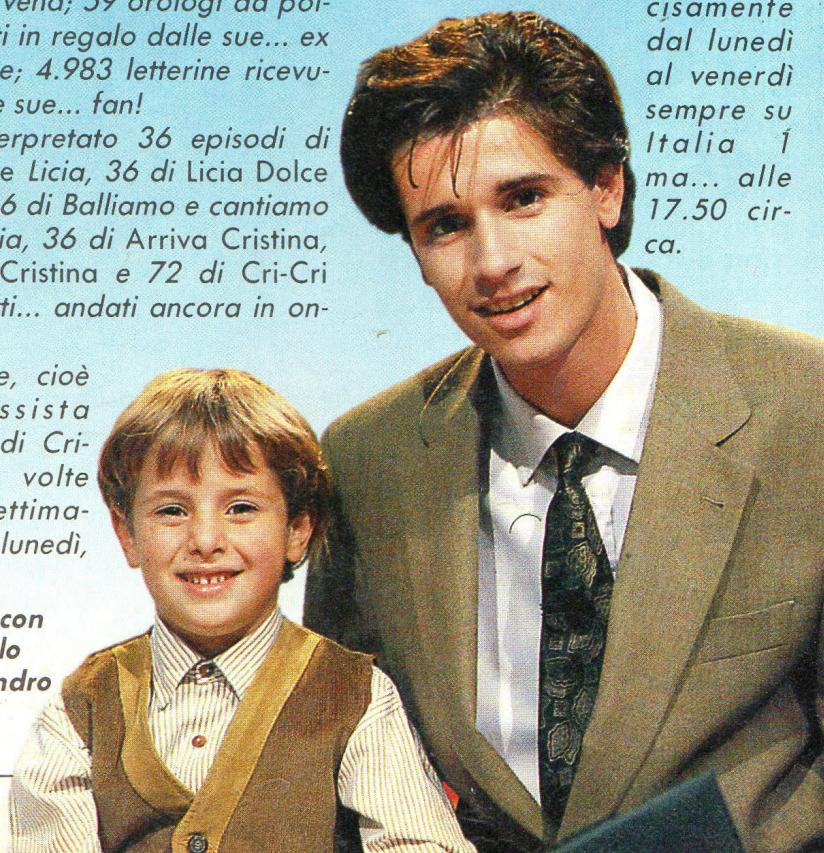 vena; 59 orologi da pol-
ti in regalo dalle sue... ex
e; 4.983 letterine ricevu-
e sue... fan!
erpretato 36 episodi di
e Licia, 36 di Licia Dolce
6 di Balliamo e cantiamo
ia, 36 di Arriva Cristina,
Cristina e 72 di Cri-Cri
ti... andati ancora in on-
e, cioè
ssista
di Cri-
volte
ettima-
lunedì,
con
lo
ndro
cisamente
dal lunedì
al venerdì
sempre su
Italia 1
ma... alle
17.50 cir-
ca.